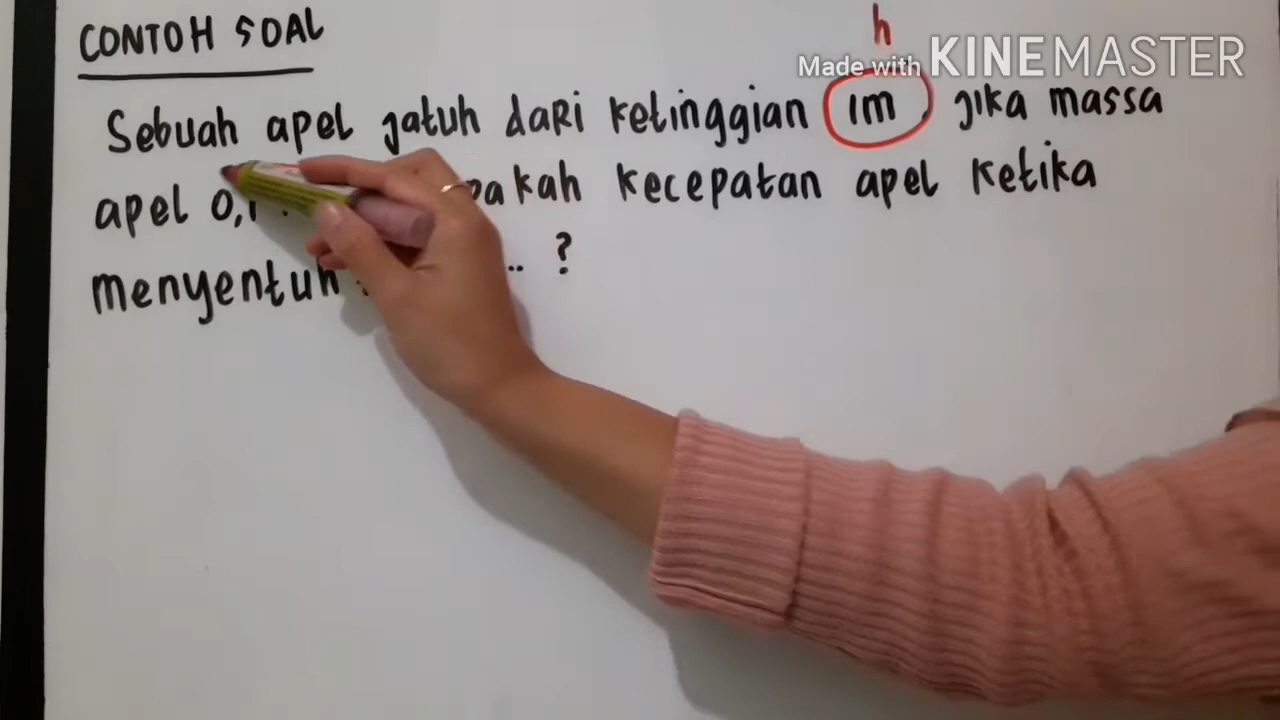 CONTOH SOAL
h
Made with KINEMASTER
Sebuah apel jatuh dari ketinggian 1m, jika massa
apel 0,1 kecepatan apel ketika
menyentuh .. ?